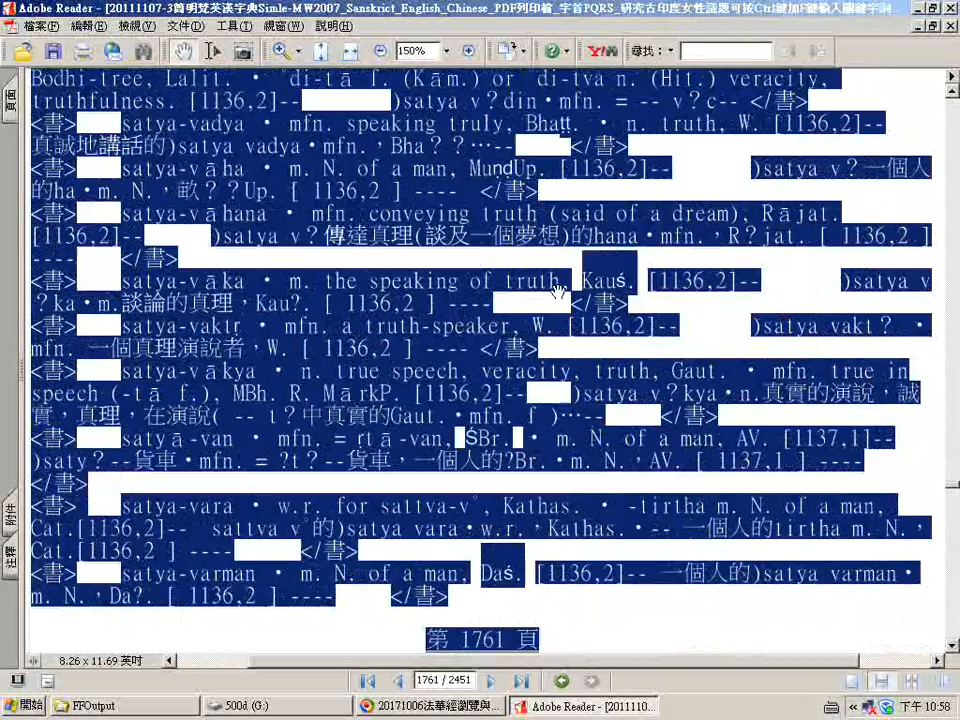 Adobe Reader - [20111107-3簡明梵英漢字典Simle-MW2007_Sanskrict_English_Chinese_PDF列印檔_字首PQRS_研究古印度女性議題可按Ctrl鍵加F鍵輸入關鍵字詞
檔案(F) 編輯(E) 檢視(V) 文件(D) 工具(T) 視窗(W) 說明(H)
150% Y! 尋找:
頁面
附件
注釋
Bodhi-tree, Lalit. • °di-tā f. (Kām.) or °di-tva n. (Hit.) veracity,
truthfulness. [1136,2]-- )satya v?din•mfn. = -- v?c-- </書>
<書> satya-vadya • mfn. speaking truly, Bhaṭṭ. • n. truth, W. [1136,2]--
真誠地講話的)satya vadya•mfn.，Bha??…-- </書>
<書> satya-vāha • m. N. of a man, MuṇḍUp. [1136,2]-- )satya v?一個人
的ha•m. N.，畝??Up. [ 1136,2 ] ---- </書>
<書> satya-vāhana • mfn. conveying truth (said of a dream), Rājat.
[1136,2]-- )satya v?傳達真理(談及一個夢想)的hana•mfn.，R?jat. [ 1136,2 ]
---- </書>
<書> satya-vāka • m. the speaking of truth, Kauś. [1136,2]-- )satya v
?ka•m.談論的真理，Kau?. [ 1136,2 ] ---- </書>
<書> satya-vaktṛ • mfn. a truth-speaker, W. [1136,2]-- )satya vakt? •
mfn. 一個真理演說者，W. [ 1136,2 ] ---- </書>
<書> satya-vākya • n. true speech, veracity, truth, Gaut. • mfn. true in
speech (-tā f.), MBh. R. MārkP. [1136,2]-- )satya v?kya•n.真實的演說，誠
實，真理，在演說( -- t?中真實的Gaut.•mfn. f )…-- </書>
<書> satyā-van • mfn. = ṛtā-van, ŚBr. • m. N. of a man, AV. [1137,1]--
)saty?--貨車•mfn. = ?t?--貨車，一個人的?Br.•m. N.，AV. [ 1137,1 ] ----
</書>
<書> satya-vara • w.r. for sattva-v°, Kathas. • -tirtha m. N. of a man,
Cat.[1136,2]-- sattva v°的)satya vara•w.r.，Kathas.•-- 一個人的tirtha m. N.，
Cat.[1136,2 ] ---- </書>
<書> satya-varman • m. N. of a man, Daś. [1136,2]-- 一個人的)satya varman•
m. N.，Da?. [ 1136,2 ] ---- </書>
第 1761 頁
8.26 x 11.69 英吋
1761 / 2451
開始 FFOutput 500d (G:) 20171006法華經瀏覽與... Adobe Reader - [2011110... 下午 10:58